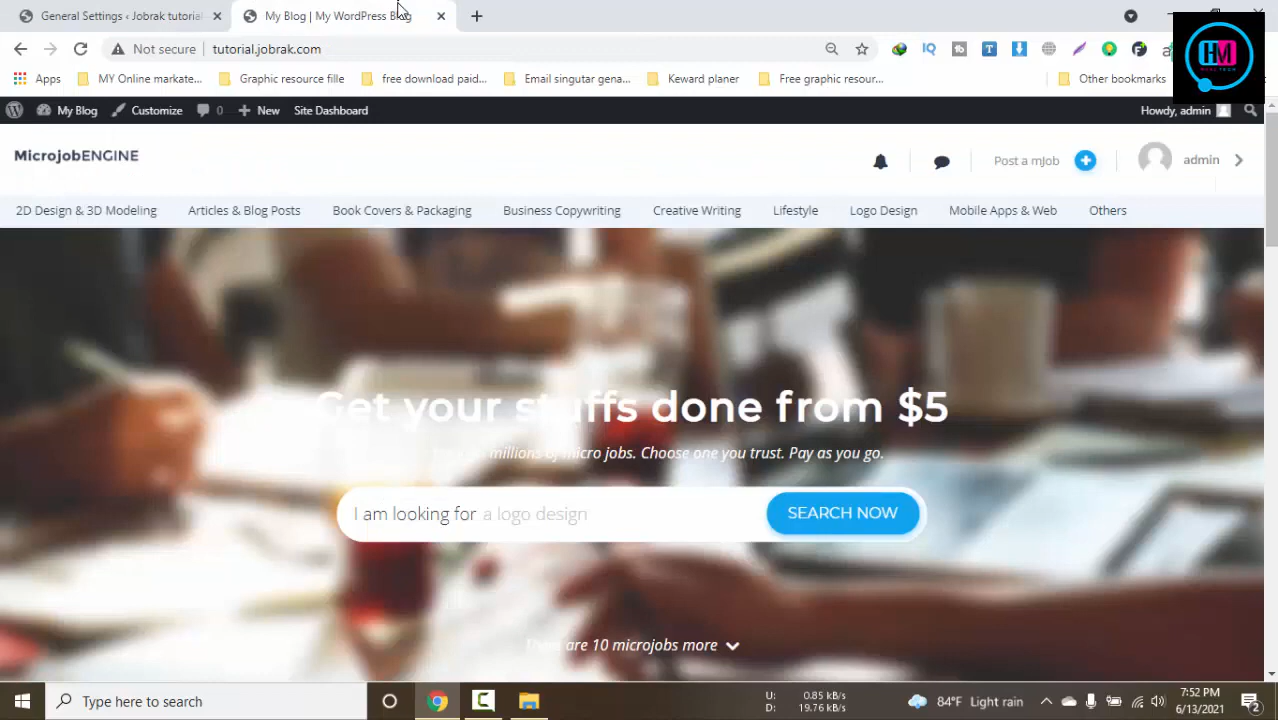 General Settings ‹ Jobrak tutorial
My Blog | My WordPress Blog
Not secure
tutorial.jobrak.com
Apps
MY Online markate...
Graphic resource fille
free download paid...
Email singutar gena...
Keward planer
Free graphic resour...
Other bookmarks
My Blog
Customize
0
New
Site Dashboard
Howdy, admin
MicrojobENGINE
Post a mJob
admin
2D Design & 3D Modeling
Articles & Blog Posts
Book Covers & Packaging
Business Copywriting
Creative Writing
Lifestyle
Logo Design
Mobile Apps & Web
Others
Get your stuffs done from $5
millions of micro jobs. Choose one you trust. Pay as you go.
I am looking for a logo design
SEARCH NOW
There are 10 microjobs more
Type here to search
U: 0.85 kB/s
D: 19.76 kB/s
84°F Light rain
7:52 PM
6/13/2021
2